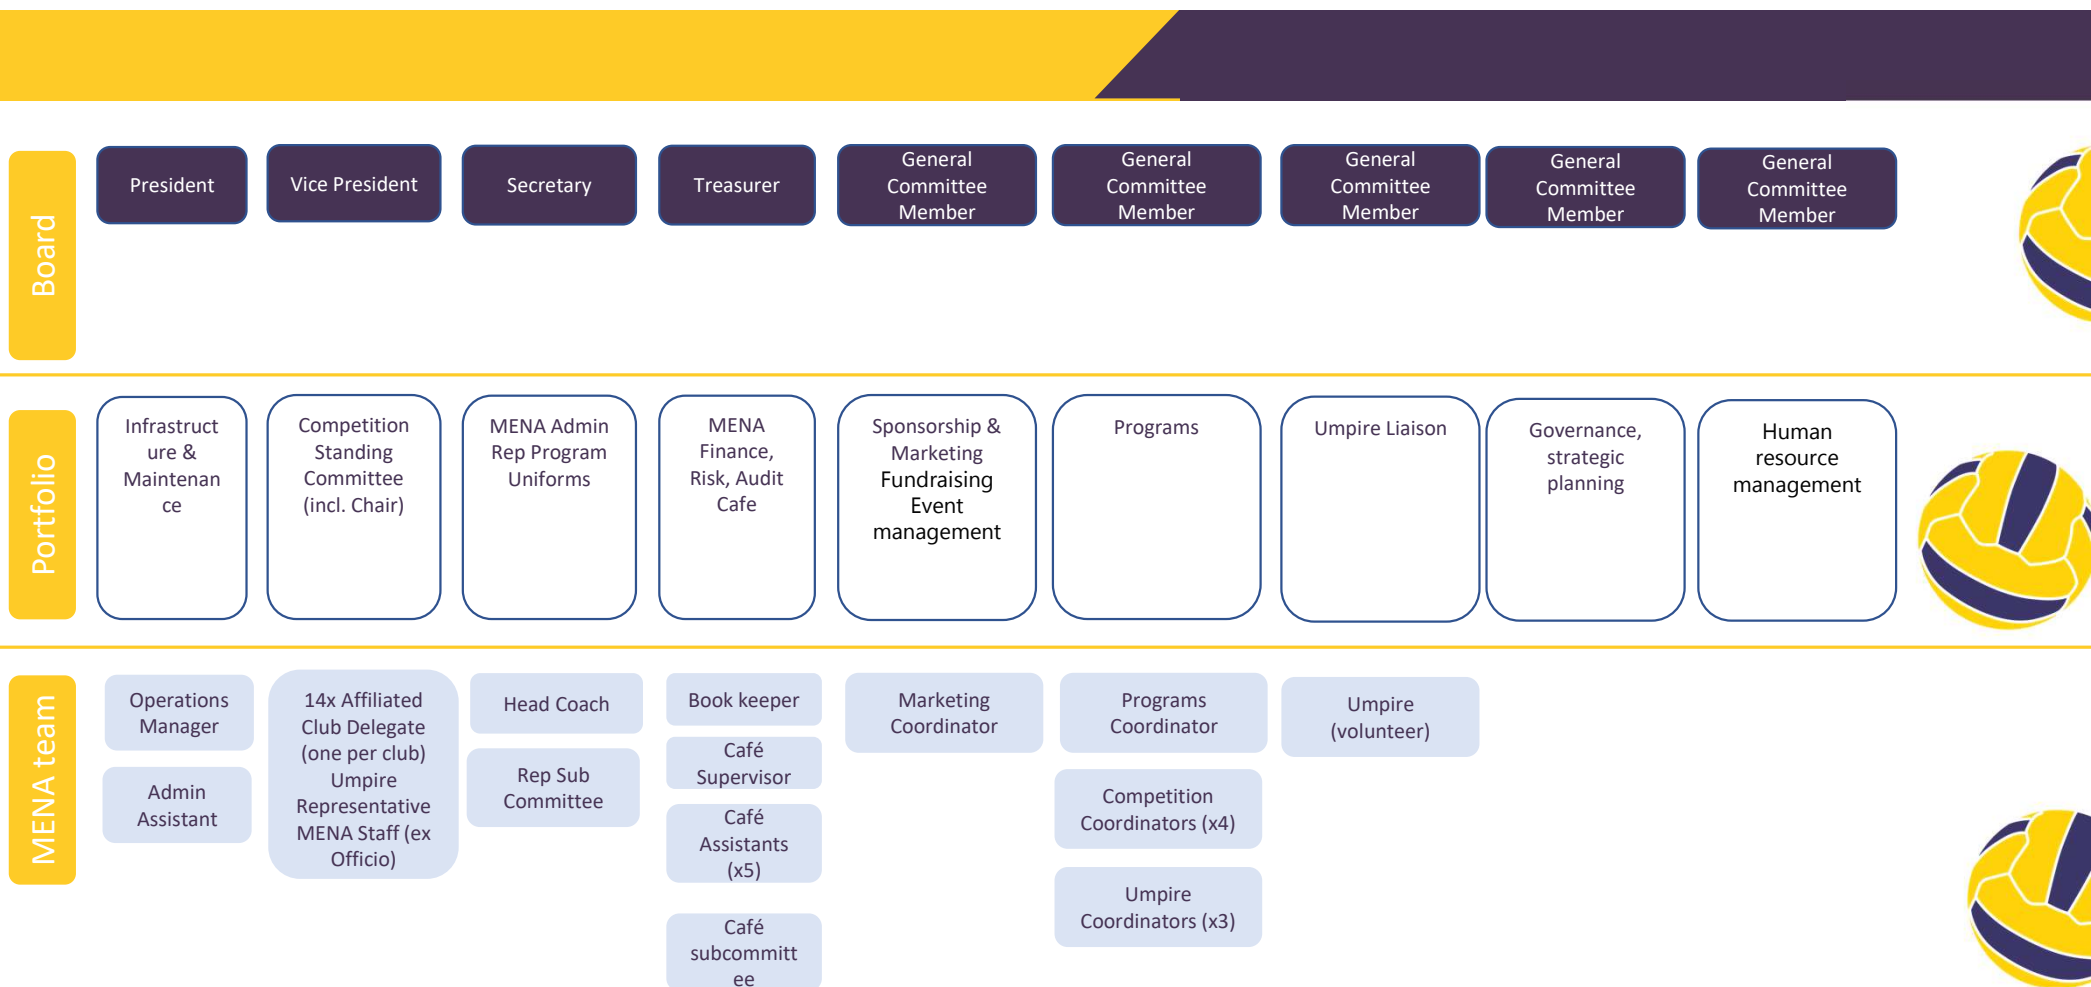 Board
President
Vice President
Secretary
Treasurer
General
Committee
Member
General
Committee
Member
General
Committee
Member
General
Committee
Member
General
Committee
Member
Portfolio
Infrastruct
ure &
Maintenan
ce
Competition
Standing
Committee
(incl. Chair)
MENA Admin
Rep Program
Uniforms
MENA
Finance,
Risk, Audit
Cafe
Sponsorship &
Marketing
Fundraising
Event
management
Programs
Umpire Liaison
Governance,
strategic
planning
Human
resource
management
MENA team
Operations
Manager
Admin
Assistant
14x Affiliated
Club Delegate
(one per club)
Umpire
Representative
MENA Staff (ex
Officio)
Head Coach
Rep Sub
Committee
Book keeper
Café
Supervisor
Café
Assistants
(x5)
Café
subcommitt
ee
Marketing
Coordinator
Programs
Coordinator
Competition
Coordinators (x4)
Umpire
Coordinators (x3)
Umpire
(volunteer)